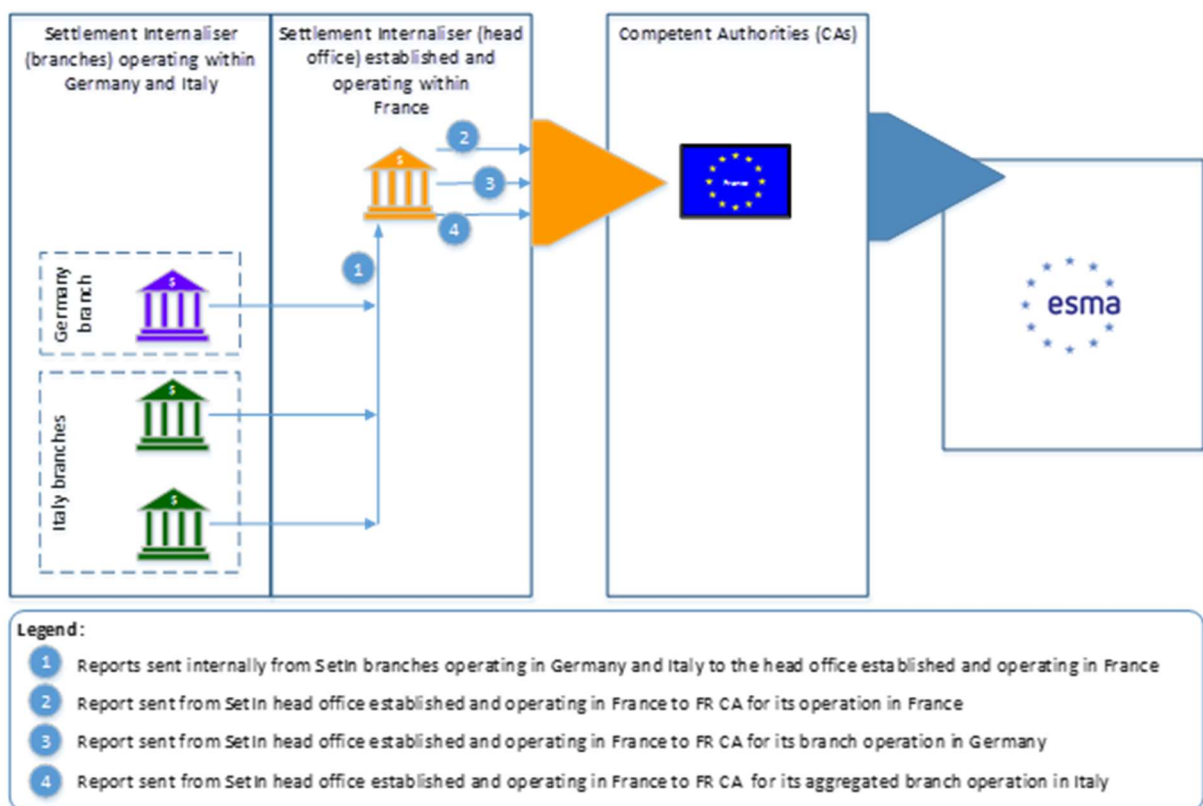 Settlement Internaliser
(branches) operating within
Germany and Italy
Settlement Internaliser (head
office) established and
operating within
France
Competent Authorities (CAs)
2
$
3
France
4
1
Germany
branch
$
esma
Italy branches
$
$
Legend:
1 Reports sent internally from SetIn branches operating in Germany and Italy to the head office established and operating in France
2 Report sent from SetIn head office established and operating in France to FR CA for its operation in France
3 Report sent from SetIn head office established and operating in France to FR CA for its branch operation in Germany
4 Report sent from SetIn head office established and operating in France to FR CA for its aggregated branch operation in Italy